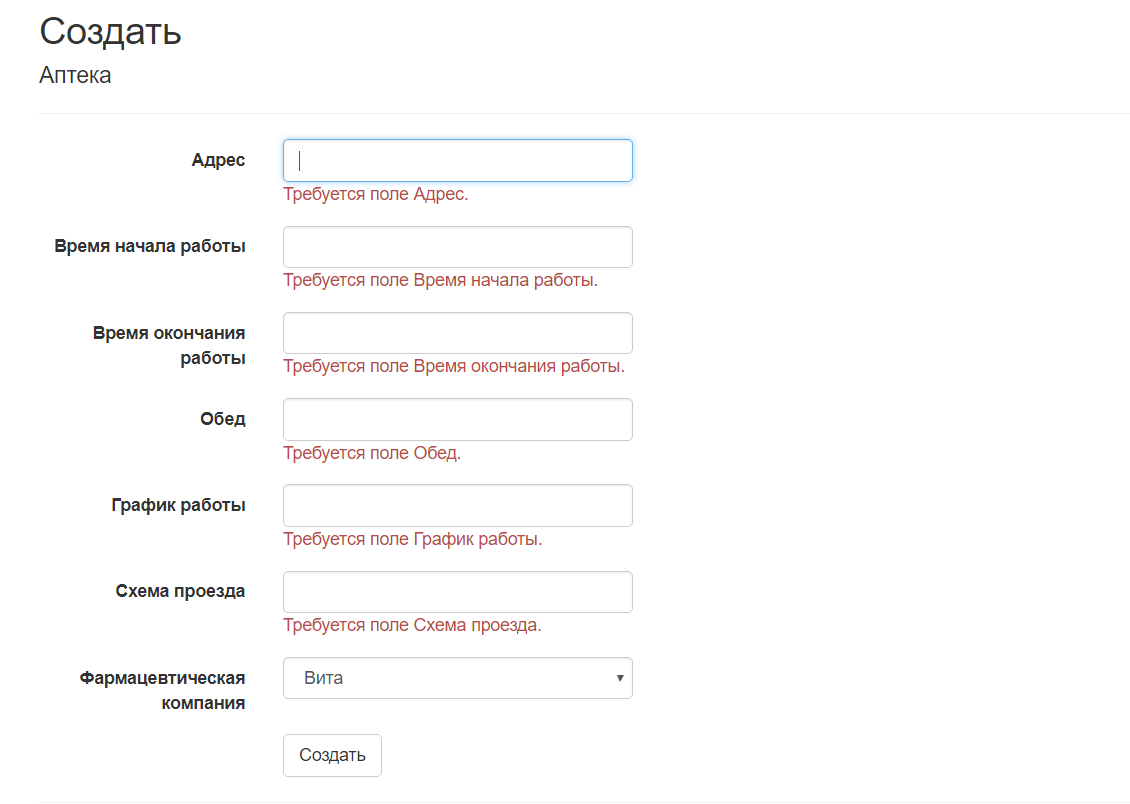 Создать
Аптека
Адрес
Требуется поле Адрес.
Время начала работы
Требуется поле Время начала работы.
Время окончания
работы
Требуется поле Время окончания работы.
Обед
Требуется поле Обед.
График работы
Требуется поле График работы.
Схема проезда
Требуется поле Схема проезда.
Фармацевтическая
компания
Вита
Создать